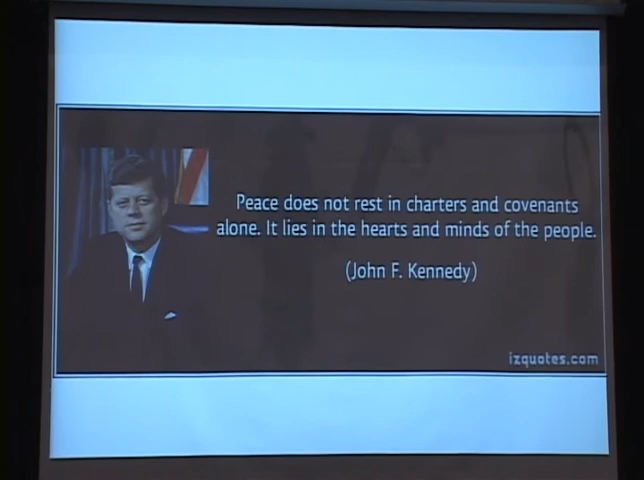 Peace does not rest in charters and covenants
alone. It lies in the hearts and minds of the people.
(John F. Kennedy)
izquotes.com